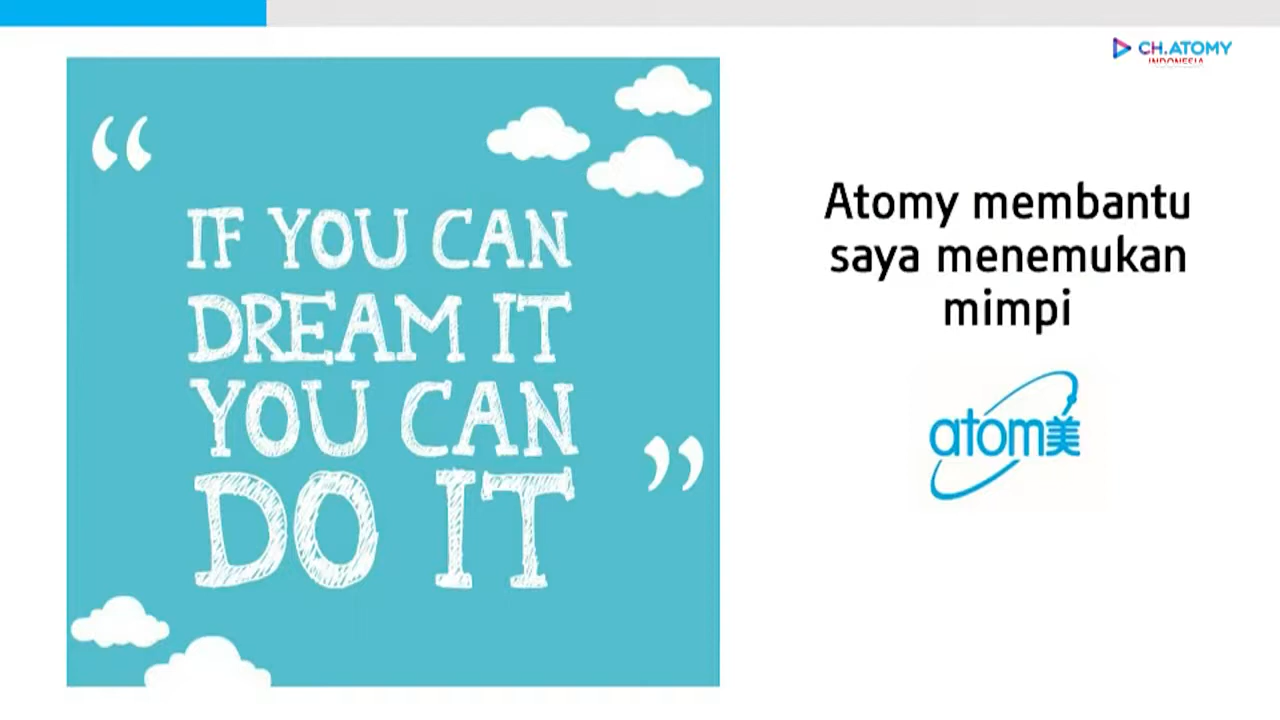 CH.ATOMY
INDONESIA
“
IF YOU CAN
DREAM IT
YOU CAN
DO IT
”
Atomy membantu
saya menemukan
mimpi
atom美